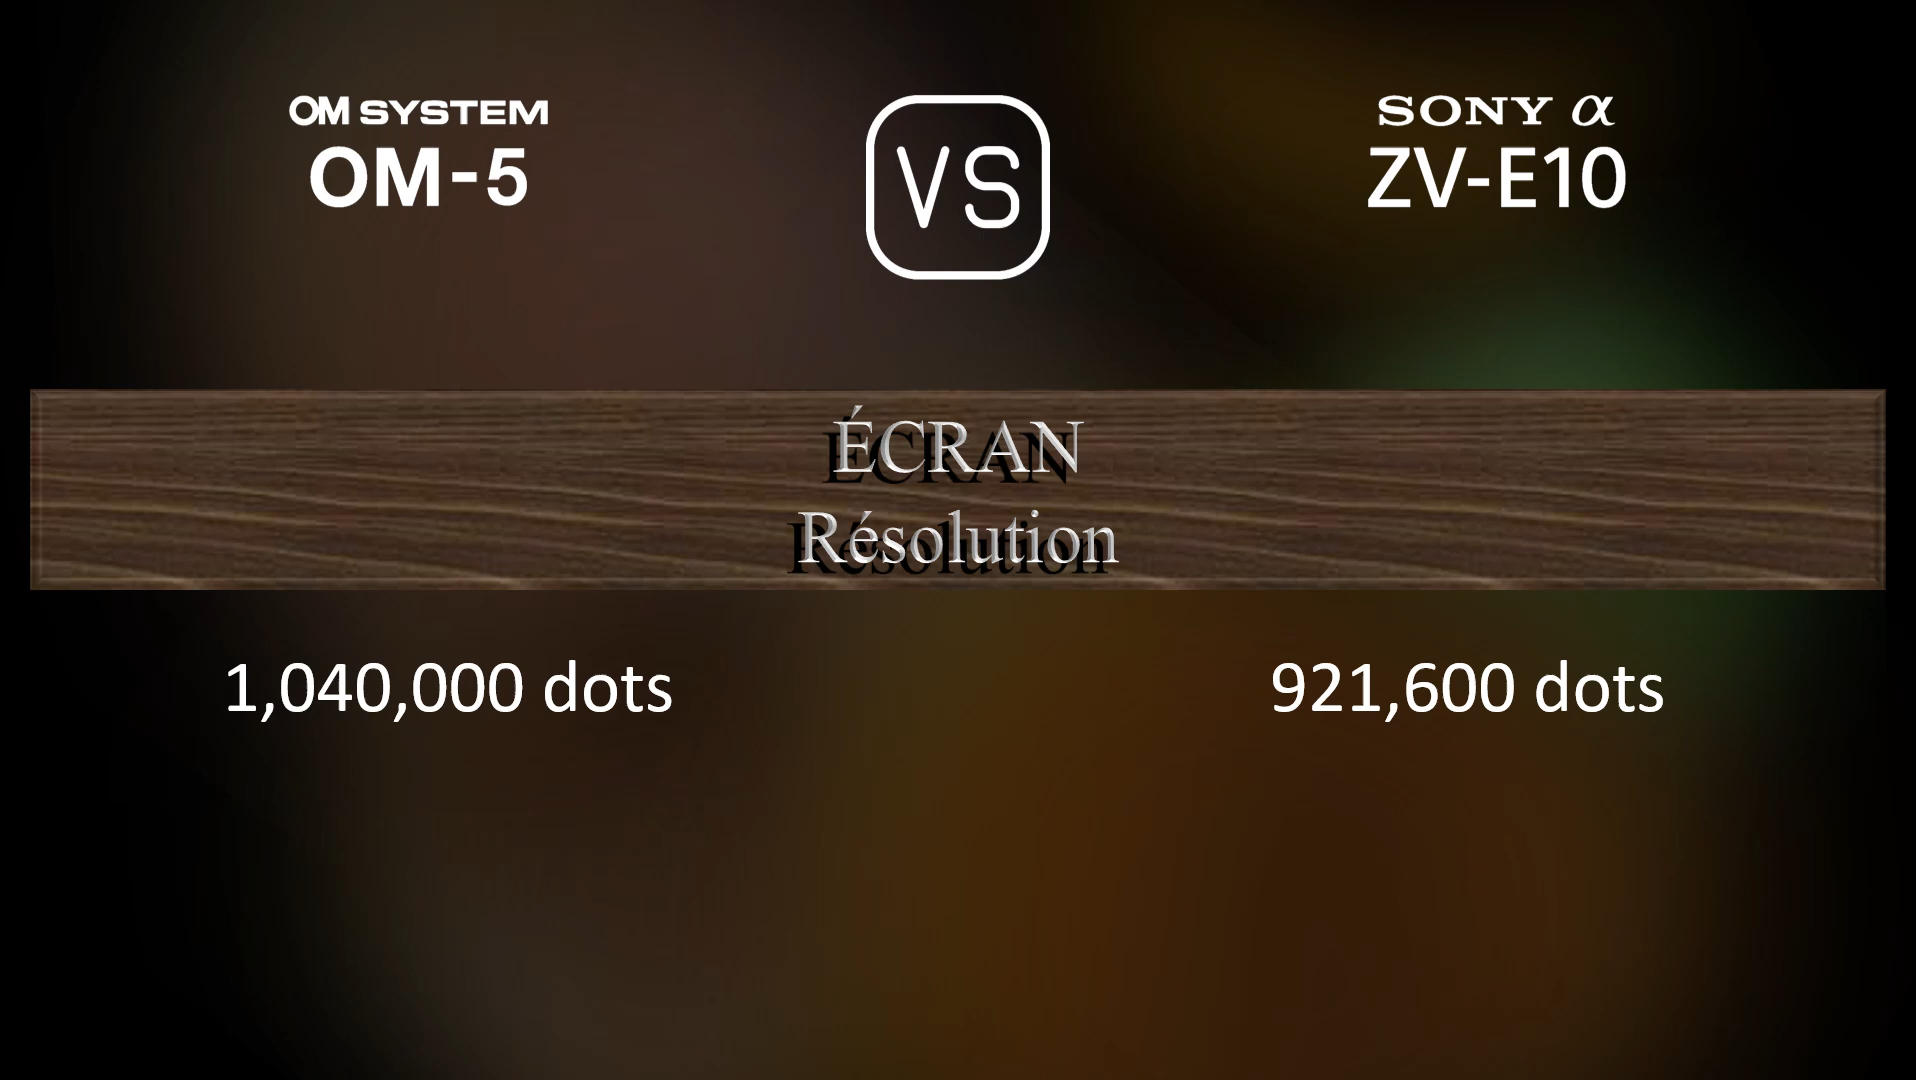 OM SYSTEM
OM-5
VS
SONY α
ZV-E10
ÉCRAN
Résolution
1,040,000 dots
921,600 dots